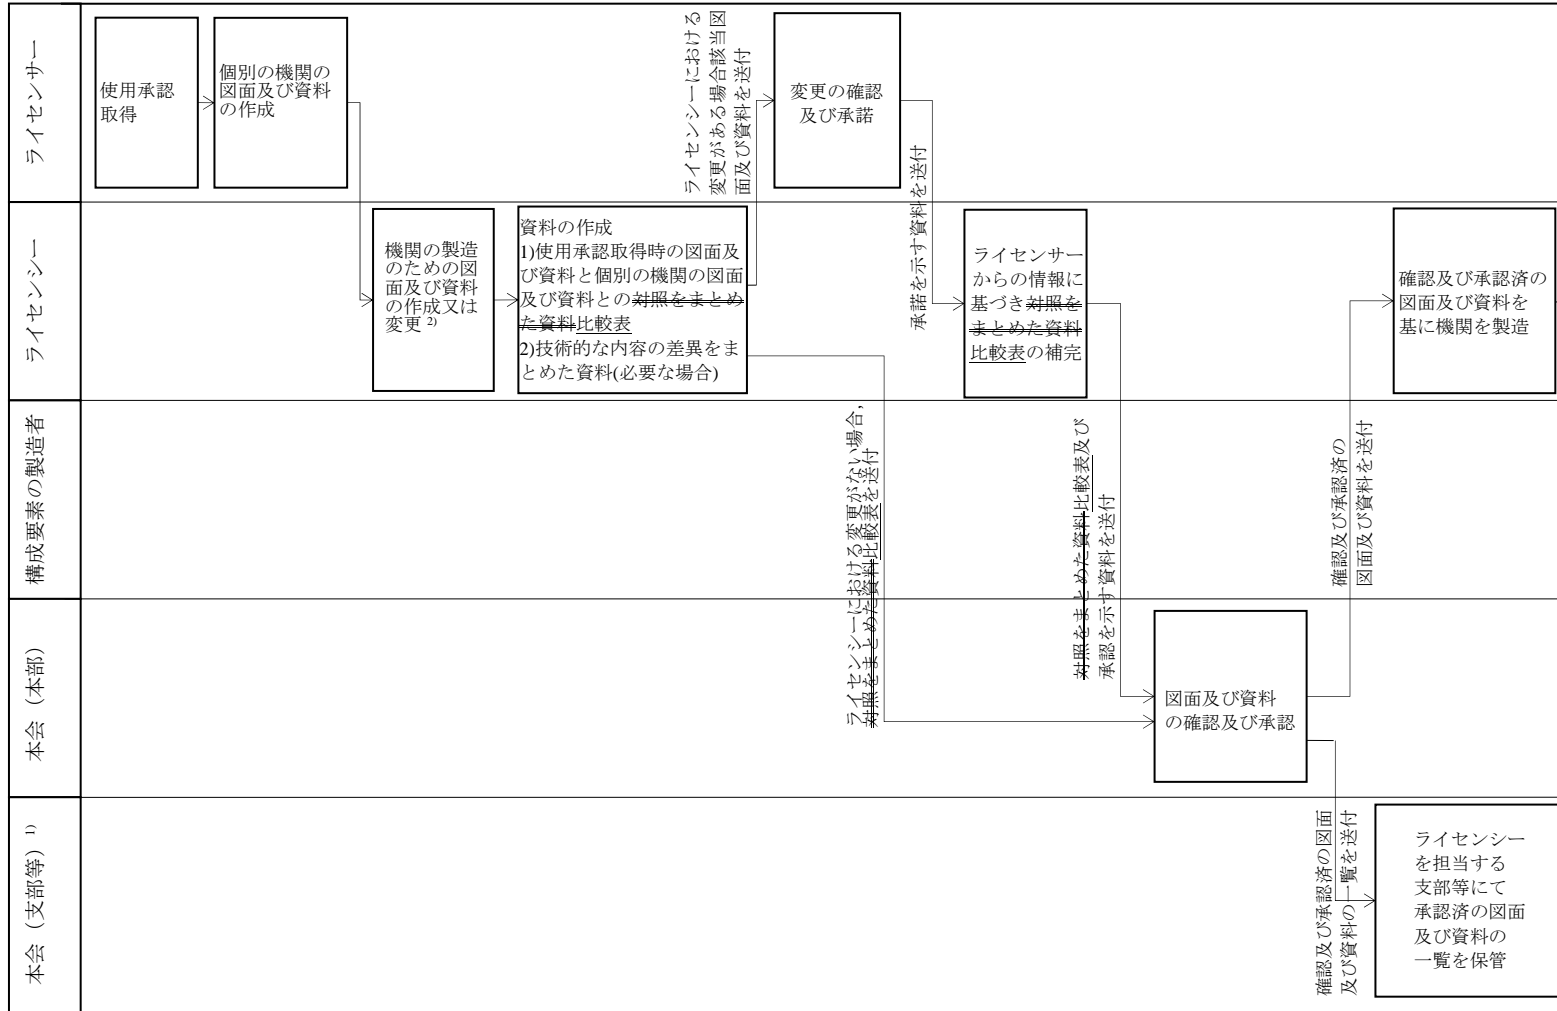 ライセンサー
使用承認
取得
個別の機関の
図面及び資料
の作成
ライセンシーにおける
変更がある場合該当図
面及び資料を送付
変更の確認
及び承諾
承諾を示す資料を送付
ライセンシー
機関の製造
のための図
面及び資料
の作成又は
変更 2)
資料の作成
1)使用承認取得時の図面及
び資料と個別の機関の図面
及び資料との対照をまとめ
た資料比較表
2)技術的な内容の差異をま
とめた資料(必要な場合)
ライセンサー
からの情報に
基づき対照を
まとめた資料
比較表の補完
確認及び承認済の
図面及び資料を
基に機関を製造
構成要素の製造者
ライセンシーにおける変更がない場合,
対照をまとめた資料比較表を送付
対照をまとめた資料比較表及び
承認を示す資料を送付
確認及び承認済の
図面及び資料を送付
本会（本部）
図面及び資料
の確認及び承認
本会（支部等）1)
確認及び承認済の図面
及び資料の一覧を送付
ライセンシー
を担当する
支部等にて
承認済の図面
及び資料の
一覧を保管